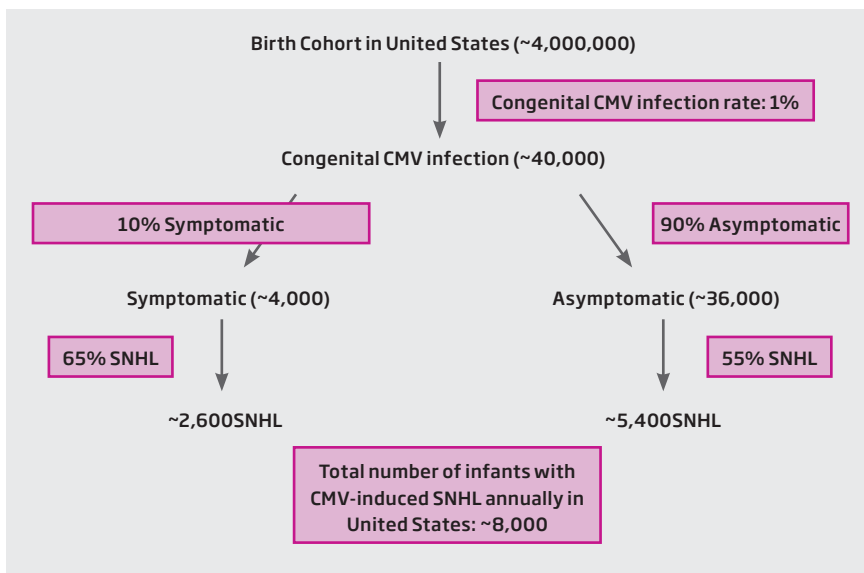 Birth Cohort in United States (~4,000,000)
Congenital CMV infection rate: 1%
Congenital CMV infection (~40,000)
10% Symptomatic
90% Asymptomatic
Symptomatic (~4,000)
Asymptomatic (~36,000)
65% SNHL
55% SNHL
~2,600SNHL
~5,400SNHL
Total number of infants with
CMV-induced SNHL annually in
United States: ~8,000